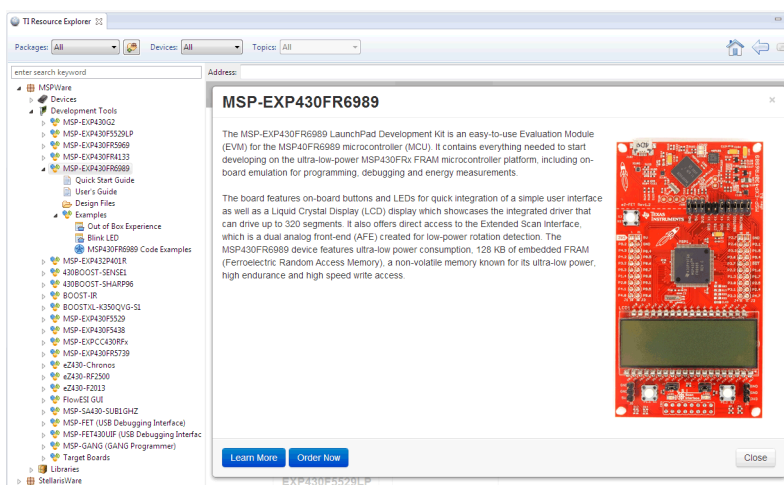 TI Resource Explorer
Packages: All Devices: All Topics: All
enter search keyword
Address:
MSPWare
Devices
Development Tools
MSP-EXP430G2
MSP-EXP430F5529LP
MSP-EXP430FR5969
MSP-EXP430FR4133
MSP-EXP430FR6989
Quick Start Guide
User's Guide
Design Files
Examples
Out of Box Experience
Blink LED
MSP430FR6989 Code Examples
MSP-EXP432P401R
430BOOST-SENSE1
430BOOST-SHARP96
BOOST-IR
BOOSTXL-K350QVG-S1
MSP-EXP430F5529
MSP-EXP430F5438
MSP-EXPCC430RFx
MSP-EXP430FR5739
eZ430-Chronos
eZ430-RF2500
eZ430-F2013
FlowESI GUI
MSP-SA430-SUB1GHZ
MSP-FET (USB Debugging Interface)
MSP-FET430UIF (USB Debugging Interfac
MSP-GANG (GANG Programmer)
Target Boards
Libraries
StellarisWare
MSP-EXP430FR6989
The MSP-EXP430FR6989 LaunchPad Development Kit is an easy-to-use Evaluation Module
(EVM) for the MSP40FR6989 microcontroller (MCU). It contains everything needed to start
developing on the ultra-low-power MSP430FRx FRAM microcontroller platform, including on-
board emulation for programming, debugging and energy measurements.
The board features on-board buttons and LEDs for quick integration of a simple user interface
as well as a Liquid Crystal Display (LCD) display which showcases the integrated driver that
can drive up to 320 segments. It also offers direct access to the Extended Scan Interface,
which is a dual analog front-end (AFE) created for low-power rotation detection. The
MSP430FR6989 device features ultra-low power consumption, 128 KB of embedded FRAM
(Ferroelectric Random Access Memory), a non-volatile memory known for its ultra-low power,
high endurance and high speed write access.
TEXAS
INSTRUMENTS
Learn More Order Now Close
EXP430F5529LP